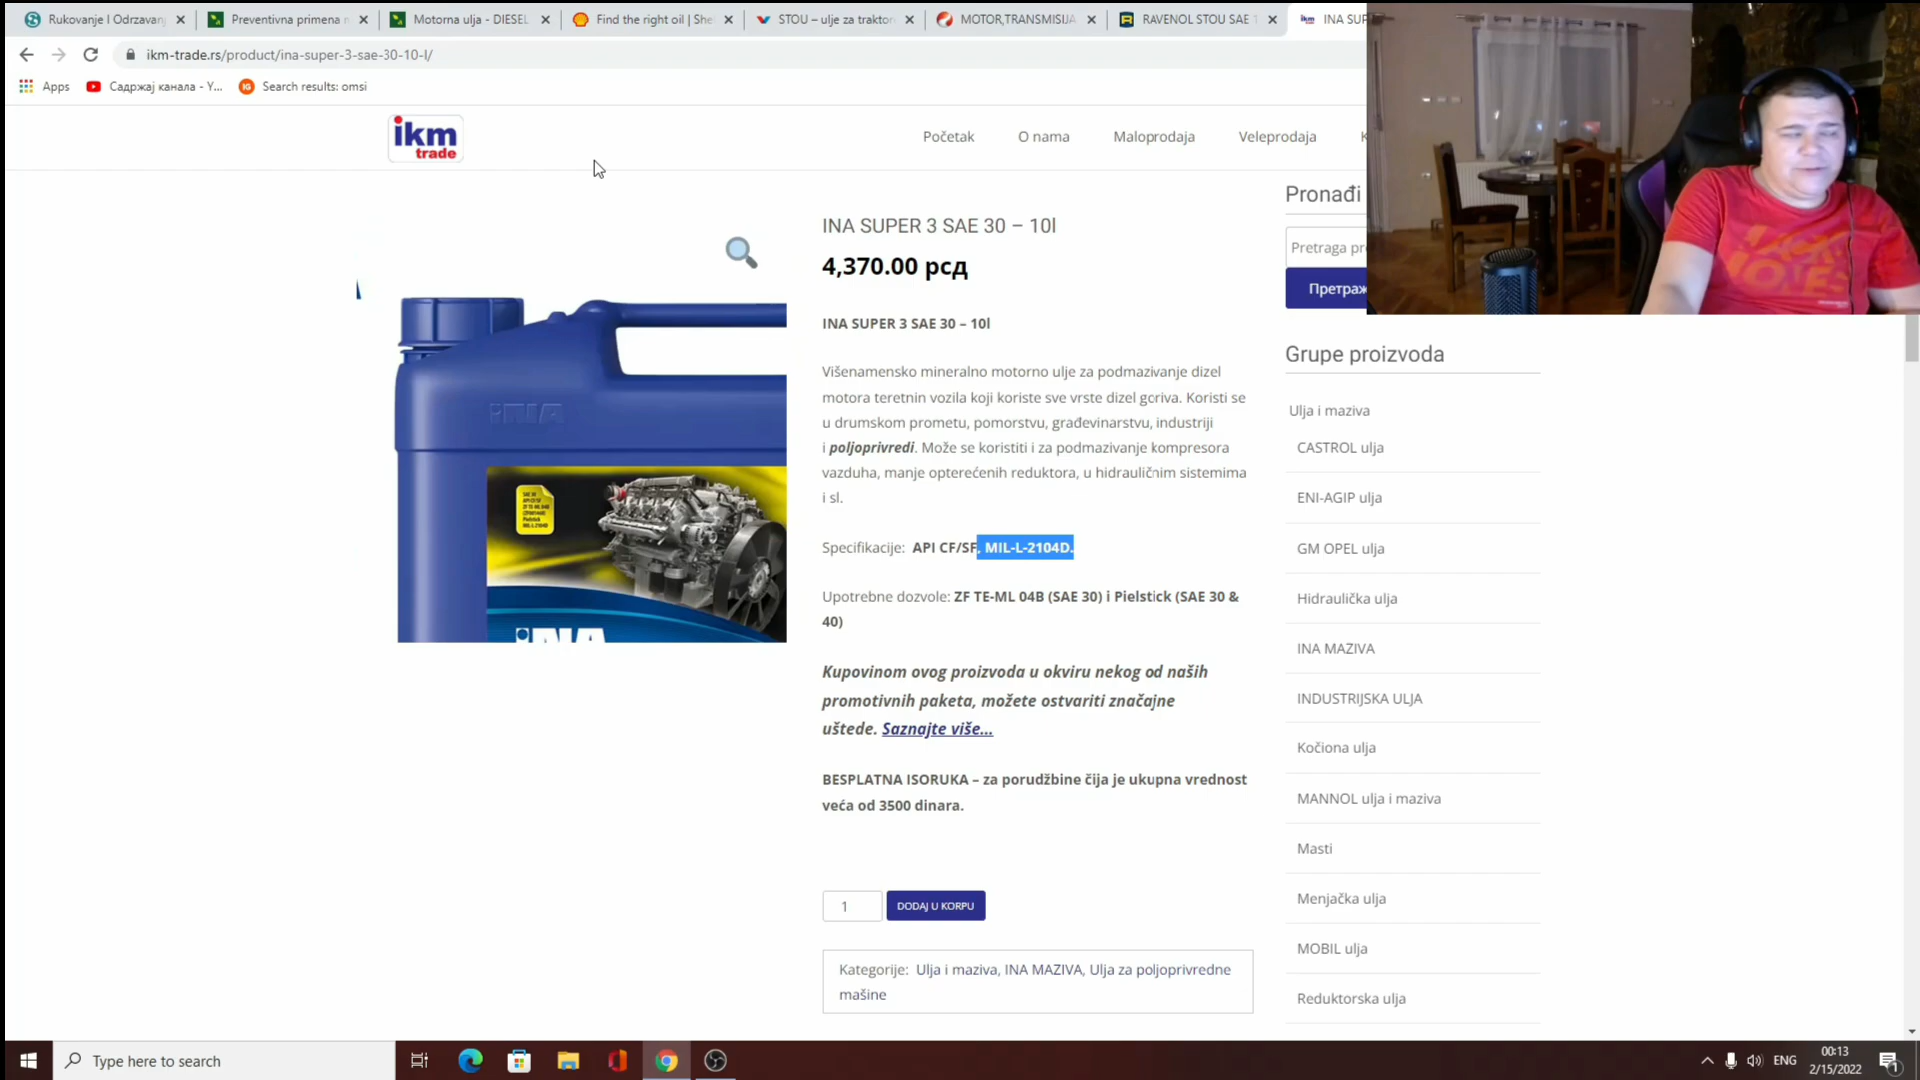 Rukovanje I Odrzavanj
Preventivna primena n
Motorna ulja - DIESEL
Find the right oil | She
STOU – ulje za traktor
MOTOR,TRANSMISIJA
RAVENOL STOU SAE 1
INA SUP
ikm-trade.rs/product/ina-super-3-sae-30-10-l/
Apps
Садржај канала - Y...
Search results: omsi
ikm
trade
Početak
O nama
Maloprodaja
Veleprodaja
K
INA SUPER 3 SAE 30 – 10l
4,370.00 рсд
INA SUPER 3 SAE 30 – 10l
Višenamensko mineralno motorno ulje za podmazivanje dizel
motora teretnin vozila koji koriste sve vrste dizel goriva. Koristi se
u drumskom prometu, pomorstvu, građevinarstvu, industriji
i poljoprivredi. Može se koristiti i za podmazivanje kompresora
vazduha, manje opterećenih reduktora, u hidrauličnim sistemima
i sl.
Specifikacije: API CF/SF, MIL-L-2104D.
Upotrebne dozvole: ZF TE-ML 04B (SAE 30) i Pielstick (SAE 30 &
40)
Kupovinom ovog proizvoda u okviru nekog od naših
promotivnih paketa, možete ostvariti značajne
uštede. Saznajte više...
BESPLATNA ISORUKA – za porudžbine čija je ukupna vrednost
veća od 3500 dinara.
1
DODAJ U KORPU
Kategorije: Ulja i maziva, INA MAZIVA, Ulja za poljoprivredne
mašine
Pronađi
Pretraga pr
Претраж
Grupe proizvoda
Ulja i maziva
CASTROL ulja
ENI-AGIP ulja
GM OPEL ulja
Hidraulička ulja
INA MAZIVA
INDUSTRIJSKA ULJA
Kočiona ulja
MANNOL ulja i maziva
Masti
Menjačka ulja
MOBIL ulja
Reduktorska ulja
INA
INA
Type here to search
ENG
00:13
2/15/2022
1